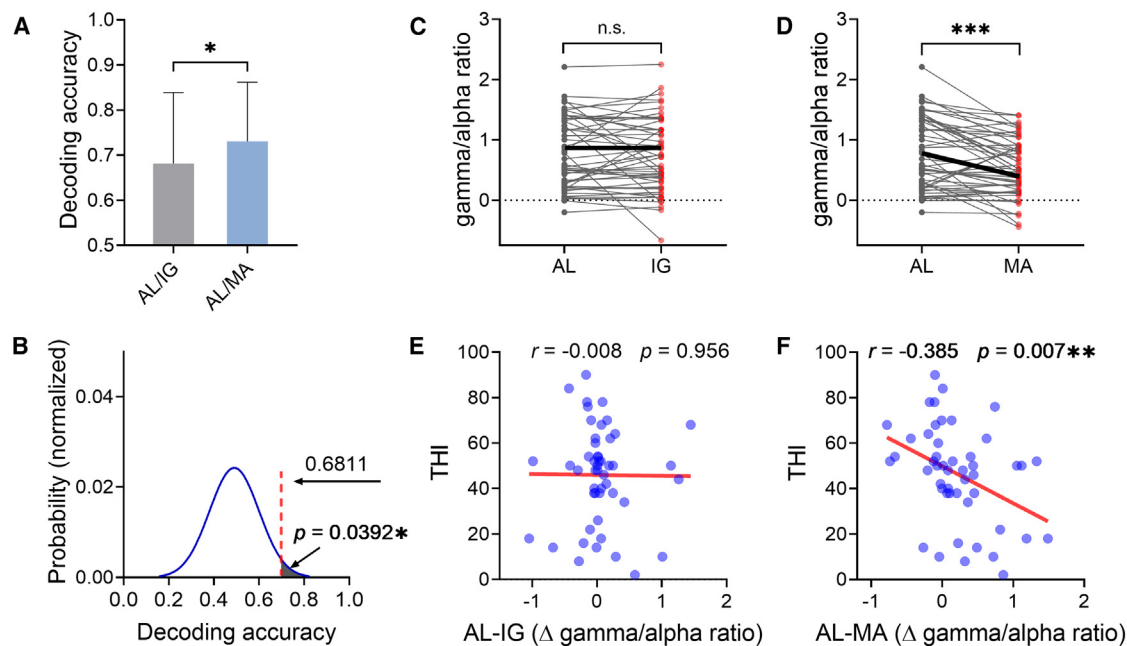 A
Decoding accuracy
1.0
0.9
0.8
0.7
0.6
0.5
*
AL/IG
AL/MA
C
gamma/alpha ratio
3
2
1
0
n.s.
AL
IG
D
gamma/alpha ratio
3
2
1
0
***
AL
MA
B
Probability (normalized)
0.04
0.02
0.00
0.6811
p = 0.0392*
0.0 0.2 0.4 0.6 0.8 1.0
Decoding accuracy
E
r = -0.008 p = 0.956
THI
100
80
60
40
20
0
-1 0 1 2
AL-IG (Δ gamma/alpha ratio)
F
r = -0.385 p = 0.007**
THI
100
80
60
40
20
0
-1 0 1 2
AL-MA (Δ gamma/alpha ratio)